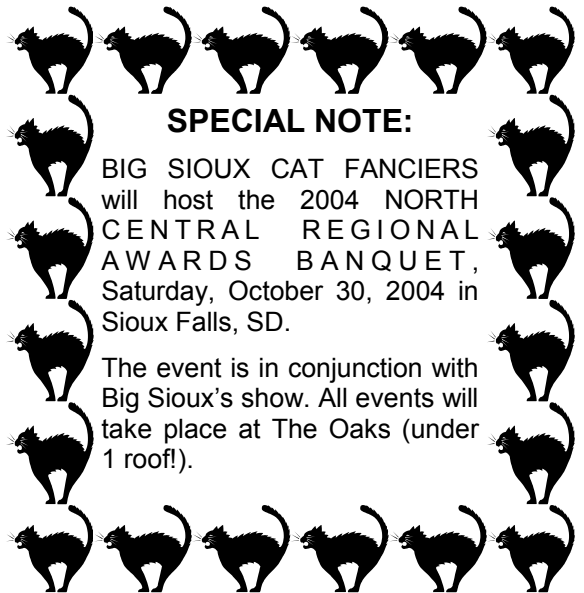 SPECIAL NOTE:
BIG SIOUX CAT FANCIERS
will host the 2004 NORTH
CENTRAL REGIONAL
AWARDS BANQUET,
Saturday, October 30, 2004 in
Sioux Falls, SD.
The event is in conjunction with
Big Sioux’s show. All events will
take place at The Oaks (under
1 roof!).